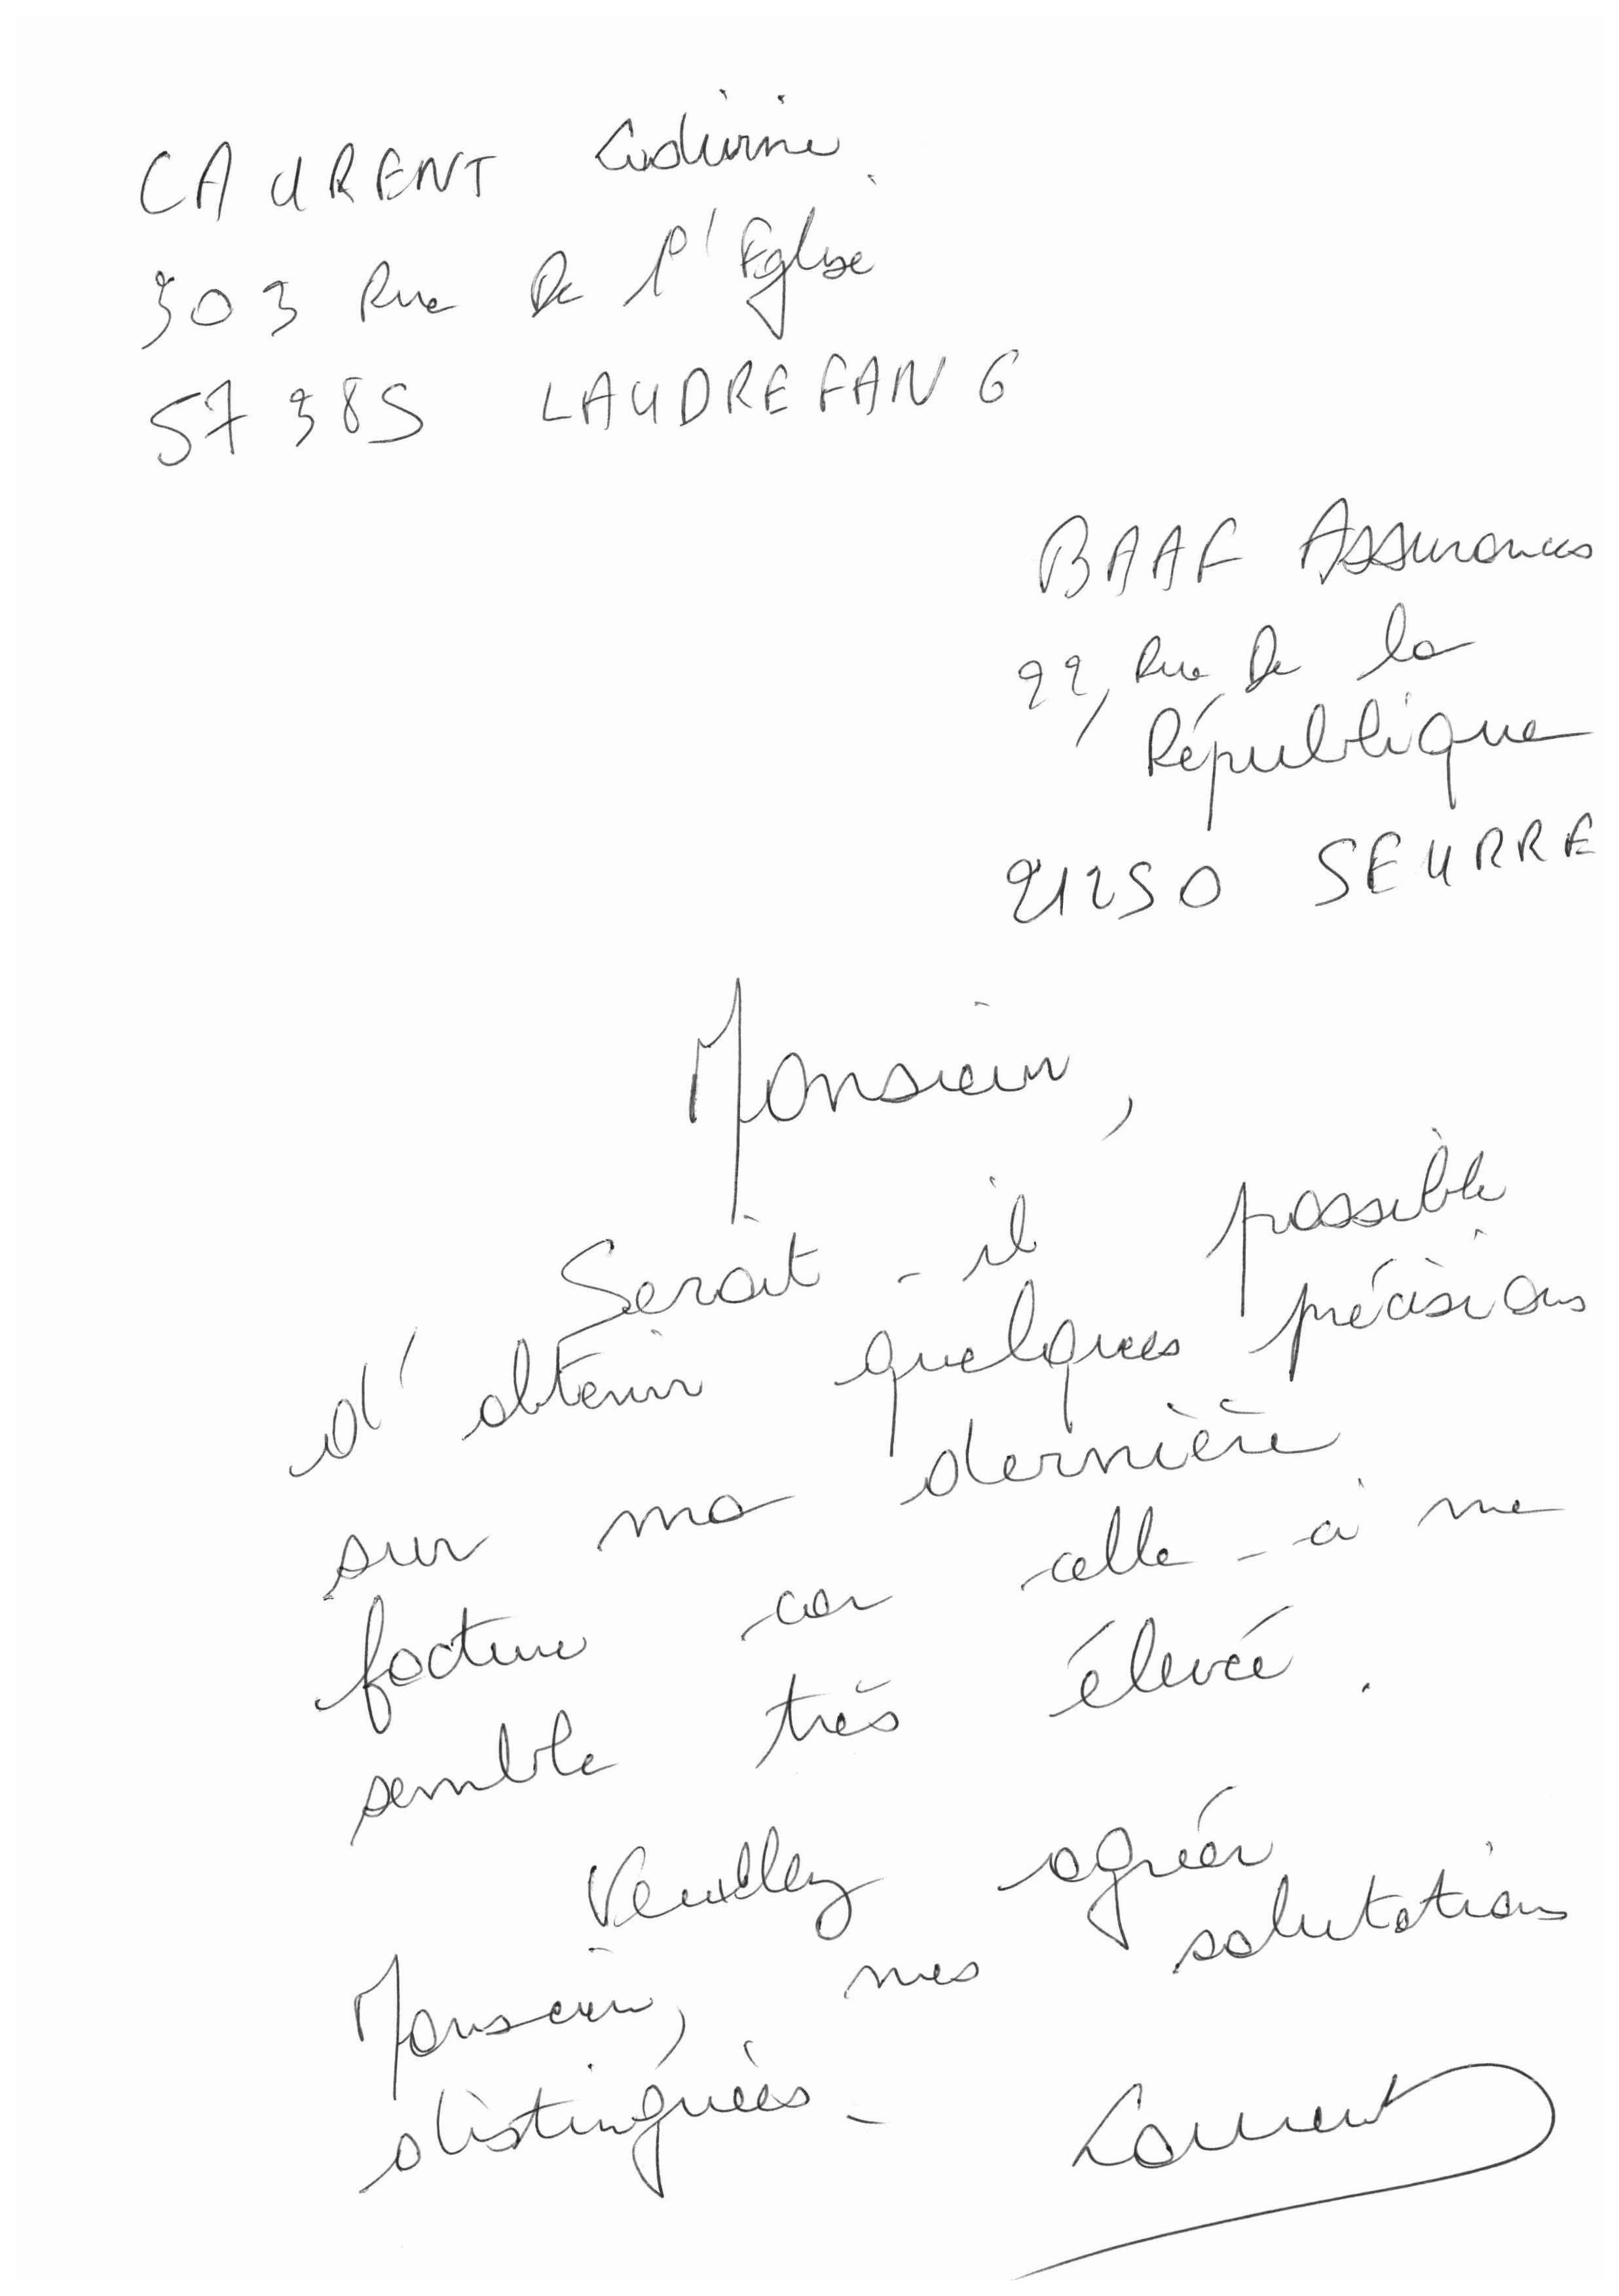 LAURENT Ludivine
303 Rue De l'Eglise
57385 LAUDREFANG
BAAF Assurances
22, Rue De la
République
21250 SEURRE
Monsieur,
Serait-il possible
d'obtenir quelques précisions
sur ma dernière
facture car celle-ci me
semble très élevée.
Veuillez agréer
Monsieur, mes salutations
distinguées.
Laurent